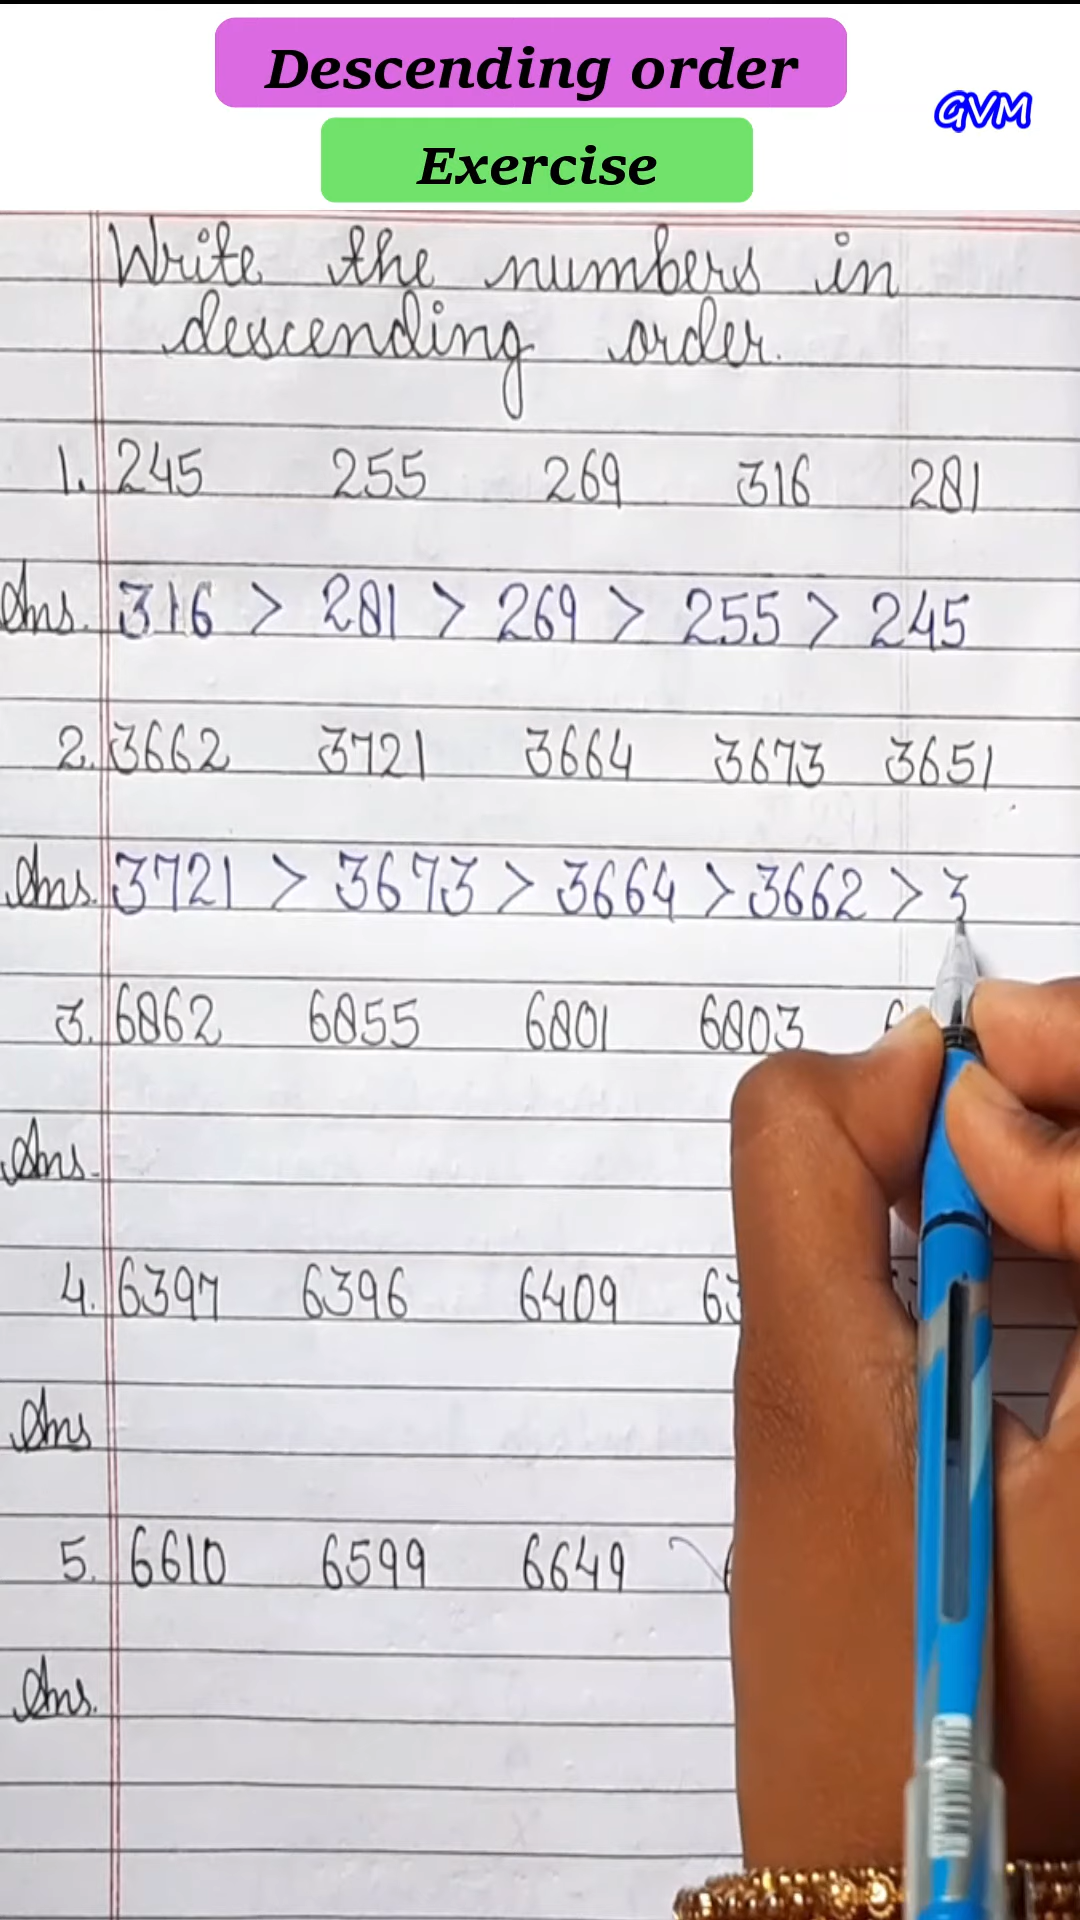 Descending order
GVM
Exercise
Write the numbers in
descending order.
1. 245 255 269 316 281
Ans. 316 > 281 > 269 > 255 > 245
2. 3662 3721 3664 3673 3651
Ans. 3721 > 3673 > 3664 > 3662 > 3
3. 6862 6855 6801 6803
Ans.
4. 6397 6396 6409
Ans
5. 6610 6599 6649
Ans.